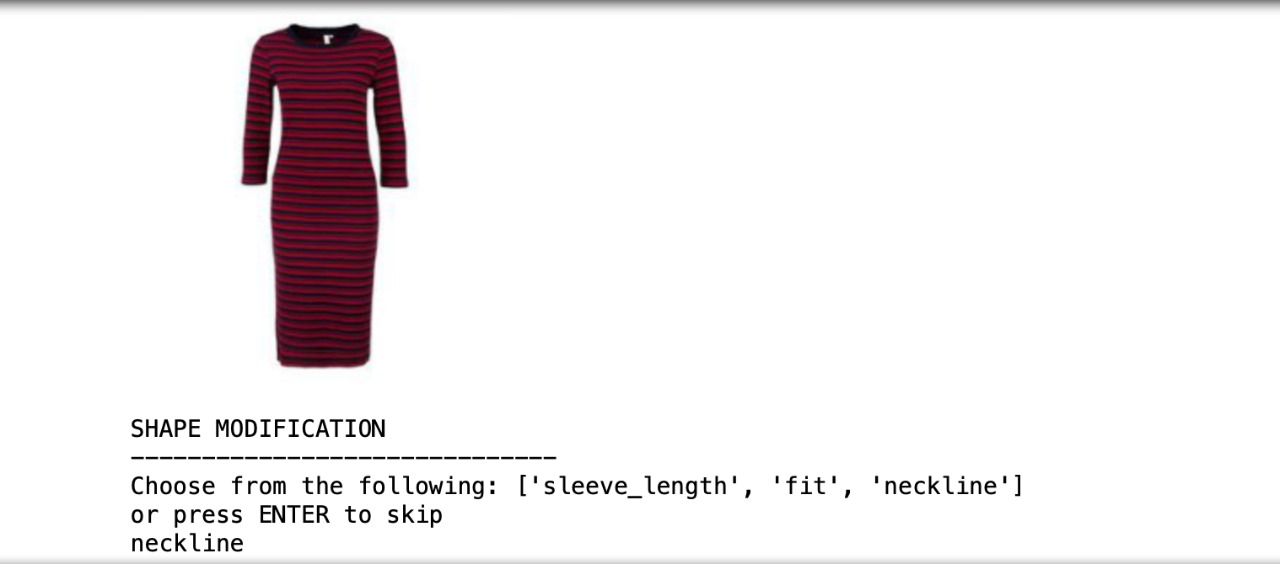 SHAPE MODIFICATION
------------------------------
Choose from the following: ['sleeve_length', 'fit', 'neckline']
or press ENTER to skip
neckline